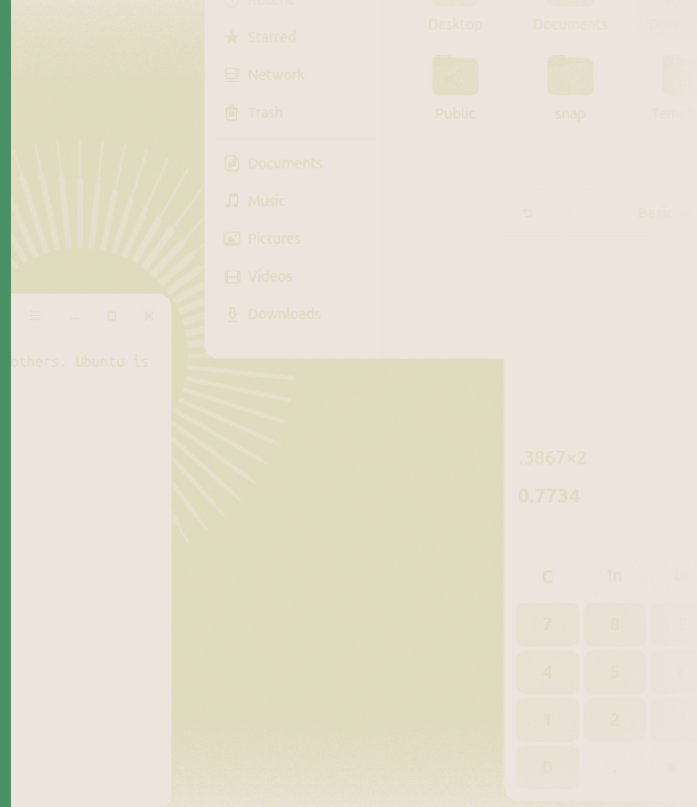 Desktop
Documents
Starred
Network
Public
snap
Trash
Documents
Music
Basic
Pictures
Videos
Downloads
others. Ubuntu is
.3867×2
0.7734
C
7
8
4
5
1
2
0
.